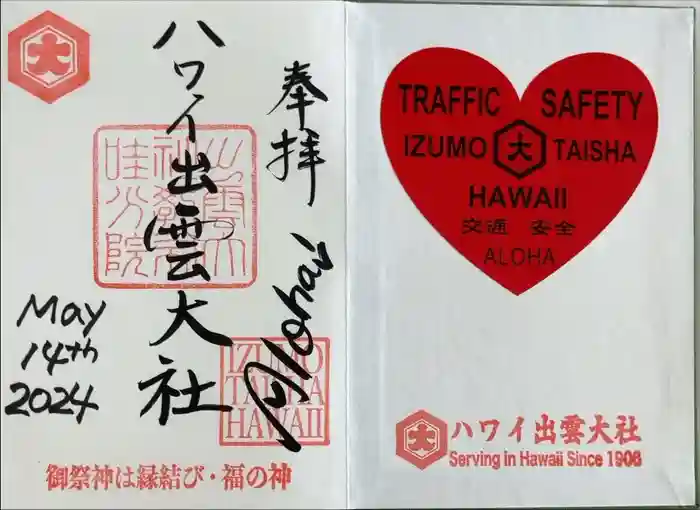 大
奉拝
ハワイ出雲大社
Aloha!
May
14th
2024
IZUMO
TAISHA
HAWAII
御祭神は縁結び・福の神
TRAFFIC SAFETY
IZUMO 大 TAISHA
HAWAII
交通 安全
ALOHA
大 ハワイ出雲大社
Serving in Hawaii Since 1906